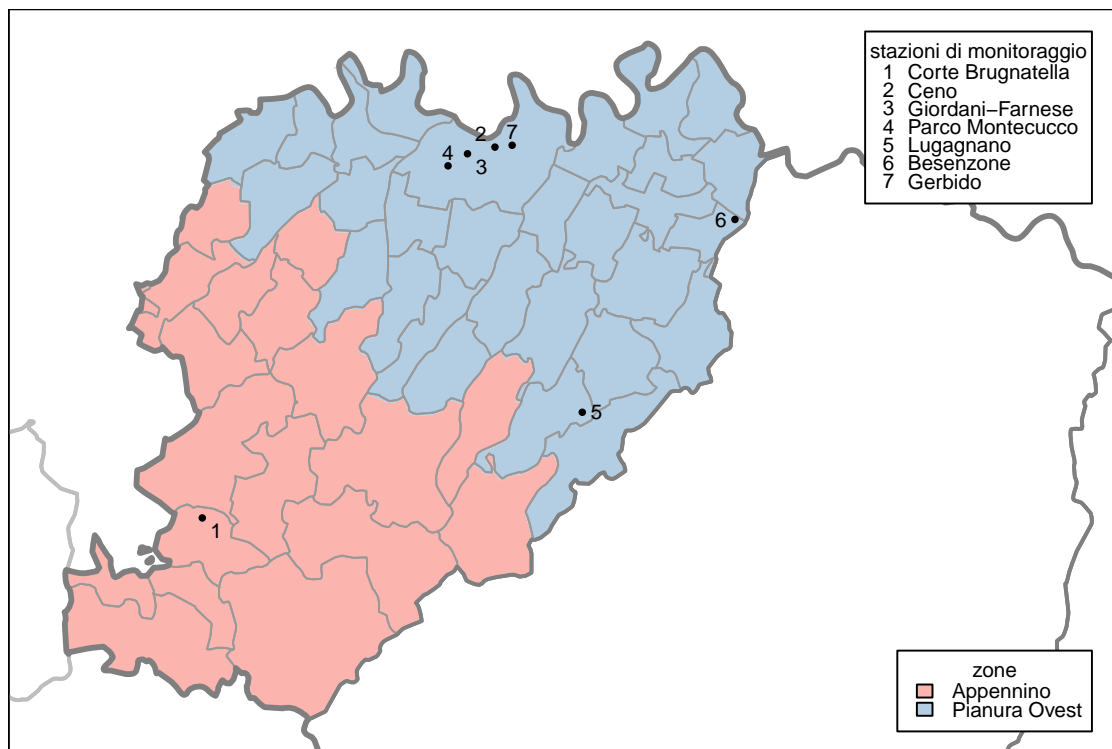 stazioni di monitoraggio
1 Corte Brugnatella
2 Ceno
3 Giordani−Farnese
4 Parco Montecucco
5 Lugagnano
6 Besenzone
7 Gerbido
2 7
4 3
6
5
1
zone
Appennino
Pianura Ovest